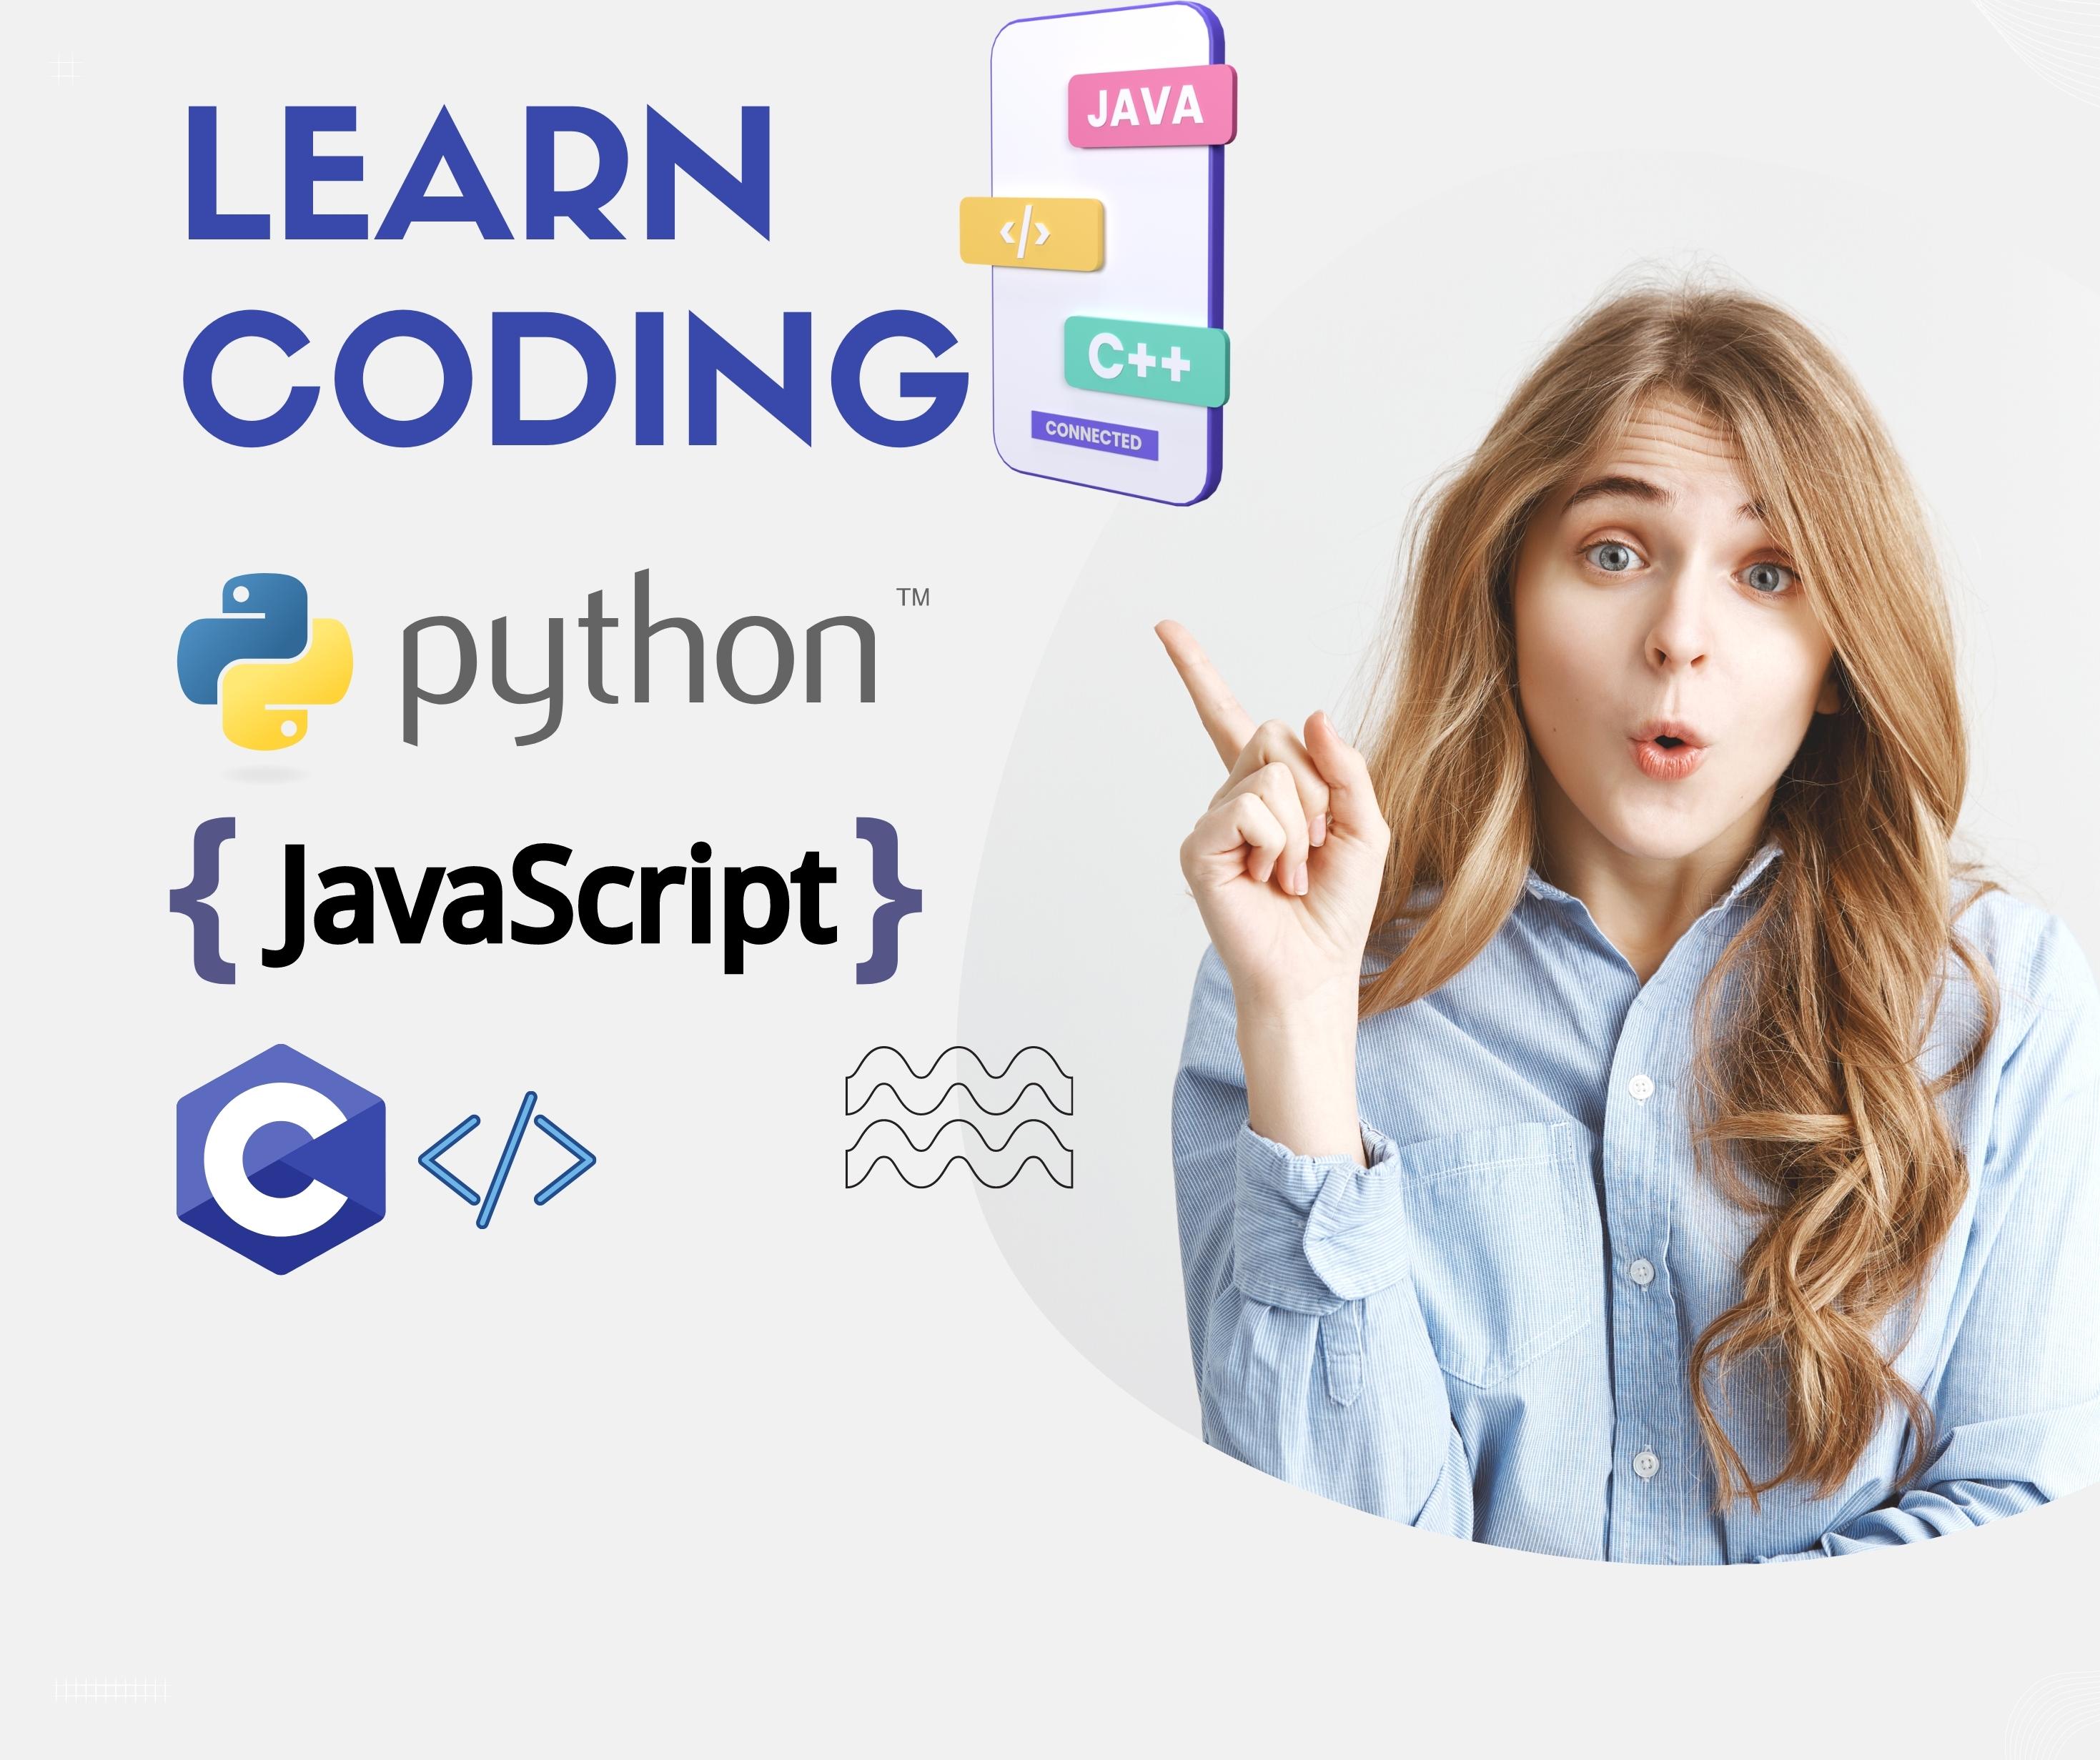 LEARN
CODING
JAVA
</>
C++
CONNECTED
python™
{ JavaScript }
C </>